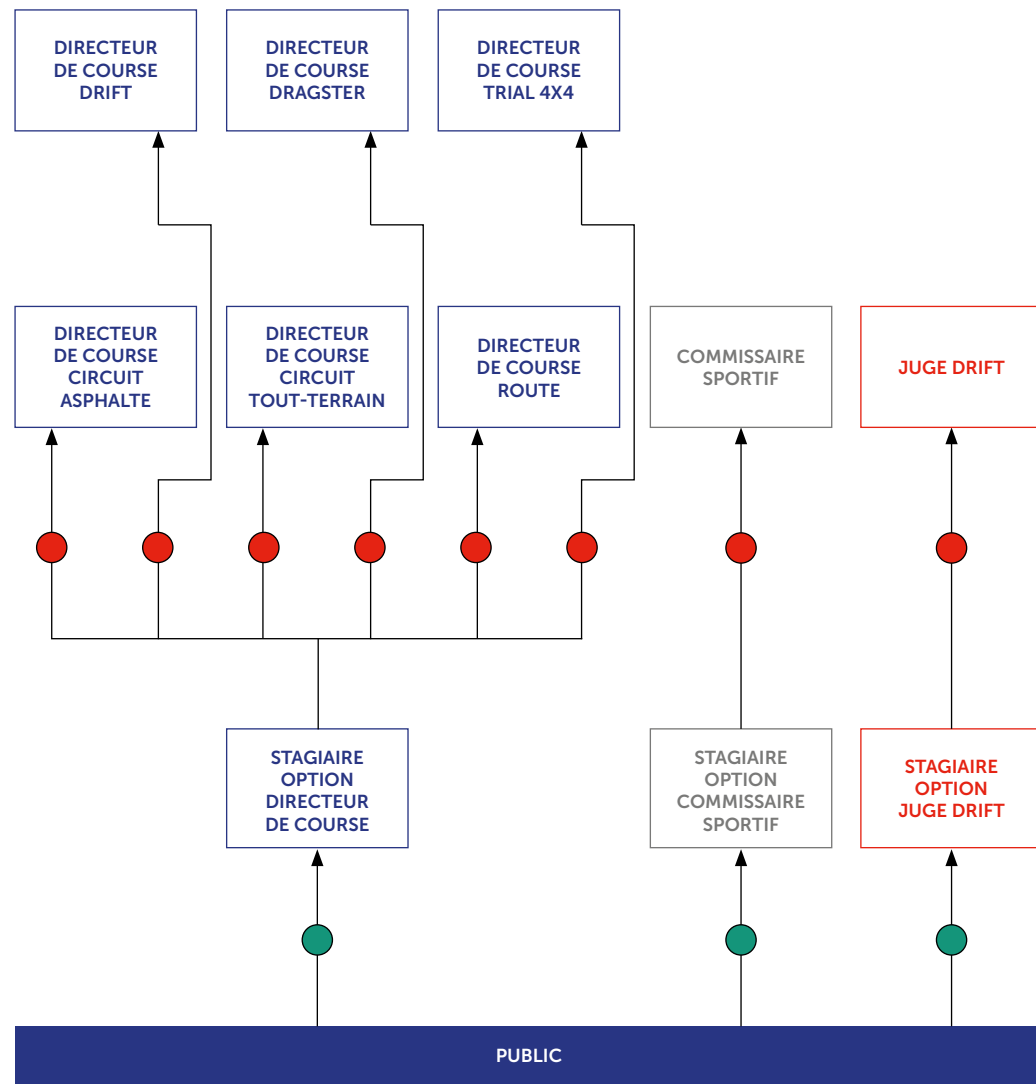 DIRECTEUR
DE COURSE
DRIFT
DIRECTEUR
DE COURSE
DRAGSTER
DIRECTEUR
DE COURSE
TRIAL 4X4
DIRECTEUR
DE COURSE
CIRCUIT
ASPHALTE
DIRECTEUR
DE COURSE
CIRCUIT
TOUT-TERRAIN
DIRECTEUR
DE COURSE
ROUTE
COMMISSAIRE
SPORTIF
JUGE DRIFT
STAGIAIRE
OPTION
DIRECTEUR
DE COURSE
STAGIAIRE
OPTION
COMMISSAIRE
SPORTIF
STAGIAIRE
OPTION
JUGE DRIFT
PUBLIC